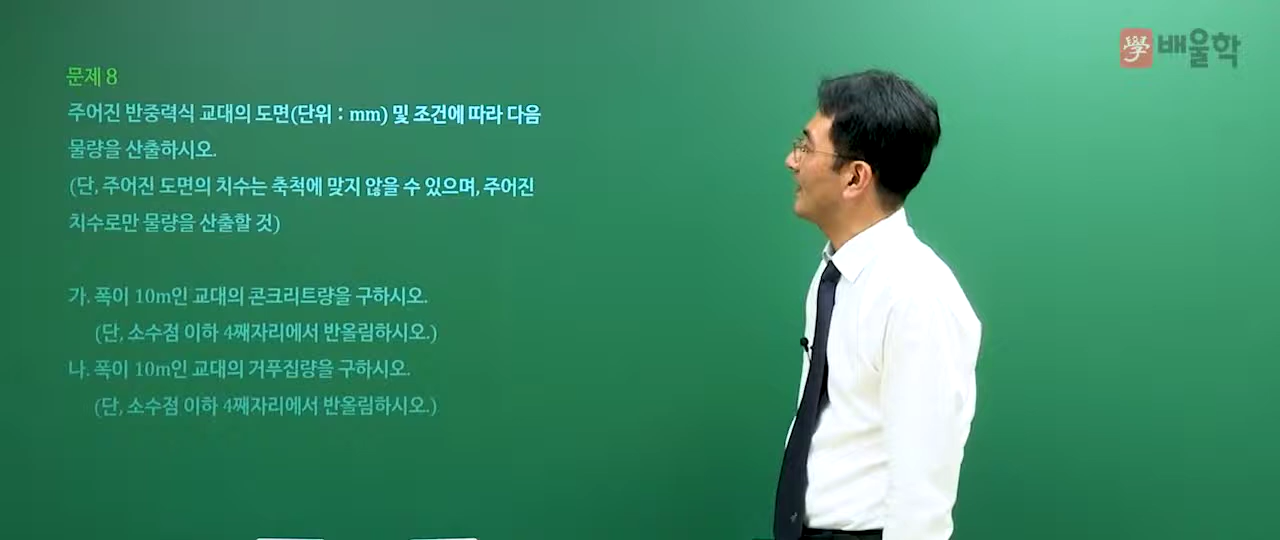 學 배울학
문제 8
주어진 반중력식 교대의 도면(단위 : mm) 및 조건에 따라 다음
물량을 산출하시오.
(단, 주어진 도면의 치수는 축척에 맞지 않을 수 있으며, 주어진
치수로만 물량을 산출할 것)
가. 폭이 10m인 교대의 콘크리트량을 구하시오.
(단, 소수점 이하 4째자리에서 반올림하시오.)
나. 폭이 10m인 교대의 거푸집량을 구하시오.
(단, 소수점 이하 4째자리에서 반올림하시오.)